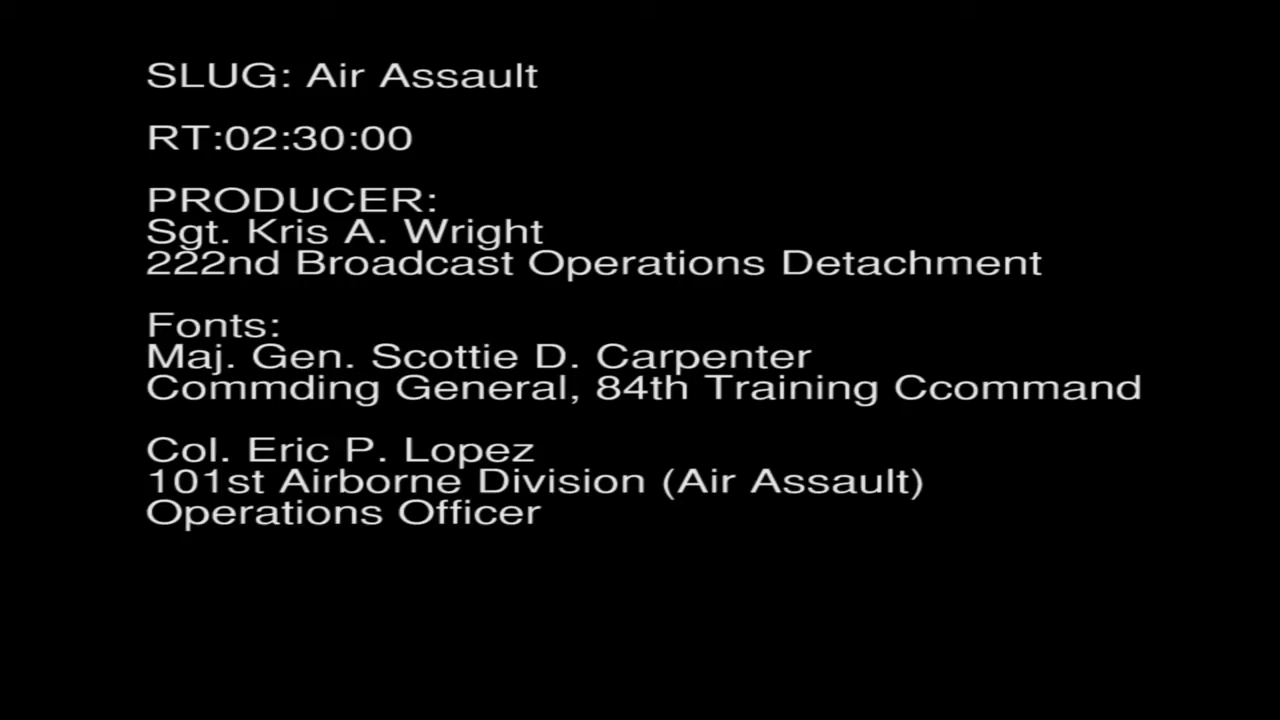 SLUG: Air Assault
RT:02:30:00
PRODUCER:
Sgt. Kris A. Wright
222nd Broadcast Operations Detachment
Fonts:
Maj. Gen. Scottie D. Carpenter
Commding General, 84th Training Ccommand
Col. Eric P. Lopez
101st Airborne Division (Air Assault)
Operations Officer